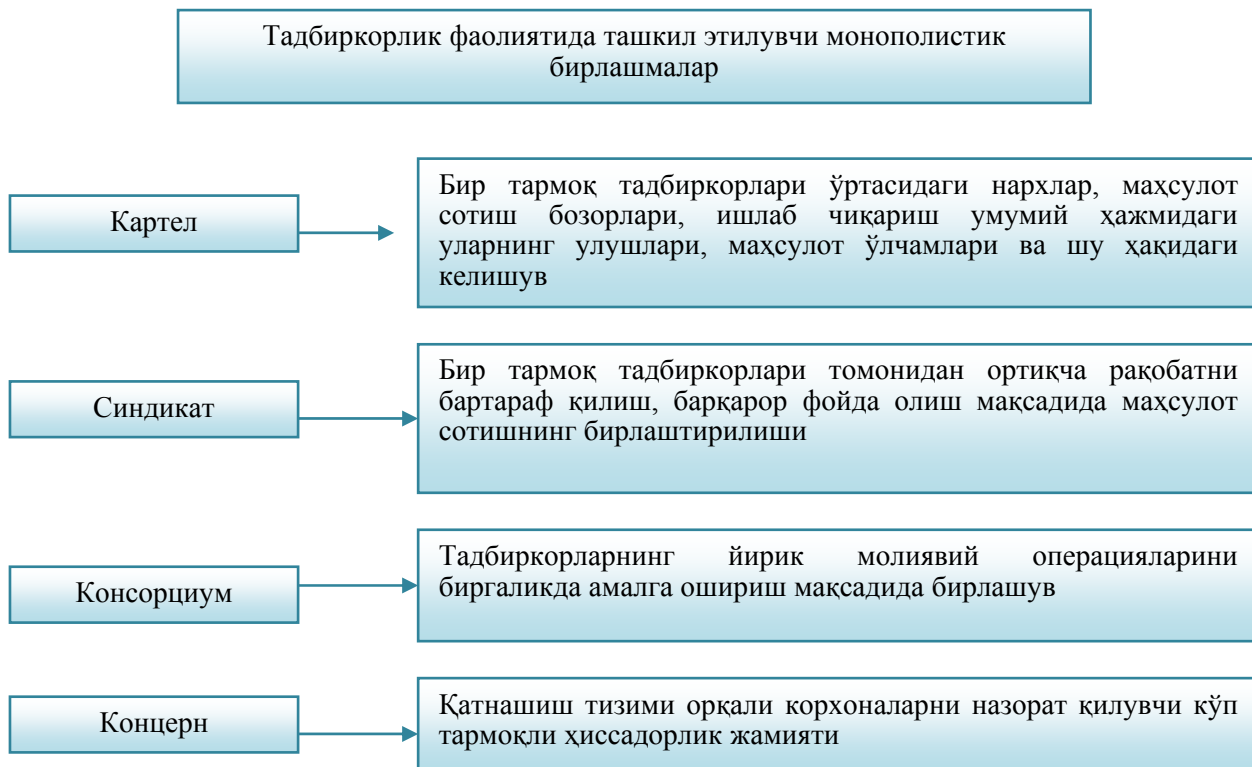 Тадбиркорлик фаолиятида ташкил этилувчи монополистик
бирлашмалар
Картел
Бир тармоқ тадбиркорлари ўртасидаги нархлар, маҳсулот
сотиш бозорлари, ишлаб чиқариш умумий ҳажмидаги
уларнинг улушлари, маҳсулот ўлчамлари ва шу ҳақидаги
келишув
Синдикат
Бир тармоқ тадбиркорлари томонидан ортиқча рақобатни
бартараф қилиш, барқарор фойда олиш мақсадида маҳсулот
сотишнинг бирлаштирилиши
Консорциум
Тадбиркорларнинг йирик молиявий операцияларини
биргаликда амалга ошириш мақсадида бирлашув
Концерн
Қатнашиш тизими орқали корхоналарни назорат қилувчи кўп
тармоқли ҳиссадорлик жамияти